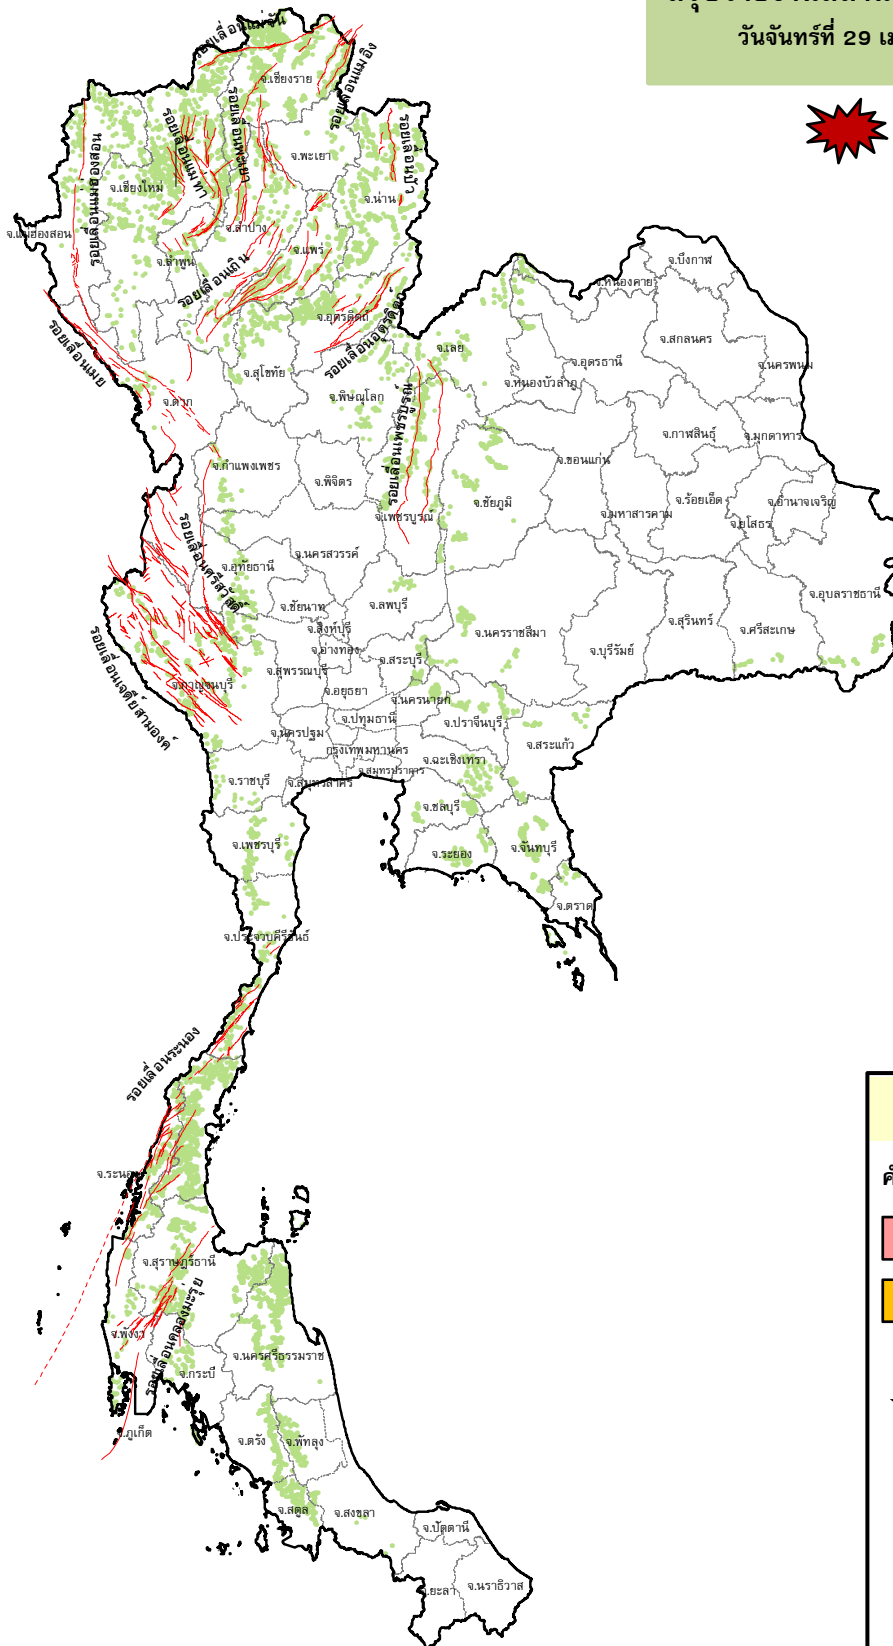 วันจันทร์ที่ 29 เม
รอยเลื่อนแม่จัน
รอยเลื่อนแม่อิง
จ.เชียงราย
รอยเลื่อนพะเยา
รอยเลื่อนแม่ทา
รอยเลื่อนปัว
รอยเลื่อนแม่ฮ่องสอน
จ.พะเยา
จ.เชียงใหม่
จ.น่าน
จ.แม่ฮ่องสอน
จ.ลำปาง
จ.แพร่
จ.ลำพูน
รอยเลื่อนเถิน
จ.บึงกาฬ
จ.หนองคาย
จ.อุตรดิตถ์
รอยเลื่อนอุตรดิตถ์
รอยเลื่อนเมย
จ.สกลนคร
จ.เลย
จ.อุดรธานี
จ.นครพนม
จ.สุโขทัย
จ.หนองบัวลำภู
จ.ตาก
จ.พิษณุโลก
รอยเลื่อนเพชรบูรณ์
จ.กาฬสินธุ์
จ.มุกดาหาร
จ.กำแพงเพชร
จ.ขอนแก่น
จ.พิจิตร
จ.ชัยภูมิ
จ.ร้อยเอ็ด
จ.อำนาจเจริญ
จ.เพชรบูรณ์
จ.มหาสารคาม
จ.ยโสธร
รอยเลื่อนศรีสวัสดิ์
จ.นครสวรรค์
จ.อุทัยธานี
จ.อุบลราชธานี
จ.ชัยนาท
จ.ลพบุรี
จ.สิงห์บุรี
จ.นครราชสีมา
จ.สุรินทร์
จ.ศรีสะเกษ
จ.อ่างทอง
จ.บุรีรัมย์
รอยเลื่อนเจดีย์สามองค์
จ.สุพรรณบุรี
จ.สระบุรี
จ.กาญจนบุรี
จ.อยุธยา
จ.นครนายก
จ.ปทุมธานี
จ.ปราจีนบุรี
จ.นครปฐม
จ.สระแก้ว
กรุงเทพมหานคร
จ.ฉะเชิงเทรา
จ.สมุทรปราการ
จ.ราชบุรี
จ.สมุทรสาคร
จ.ชลบุรี
จ.เพชรบุรี
จ.ระยอง
จ.จันทบุรี
จ.ตราด
จ.ประจวบคีรีขันธ์
รอยเลื่อนระนอง
จ.ระนอง
จ.สุราษฎร์ธานี
รอยเลื่อนคลองมะรุ่ย
จ.พังงา
จ.นครศรีธรรมราช
จ.กระบี่
จ.ภูเก็ต
จ.ตรัง
จ.พัทลุง
จ.สตูล
จ.สงขลา
จ.ปัตตานี
จ.ยะลา
จ.นราธิวาส